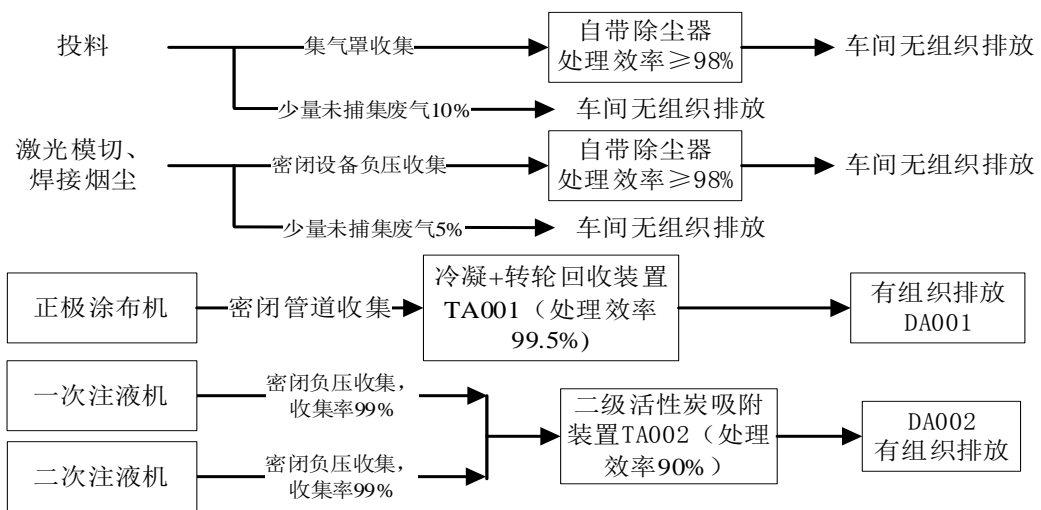 投料
集气罩收集
自带除尘器
处理效率≥98%
车间无组织排放
少量未捕集废气10%
车间无组织排放
激光模切、
焊接烟尘
密闭设备负压收集
自带除尘器
处理效率≥98%
车间无组织排放
少量未捕集废气5%
车间无组织排放
正极涂布机
密闭管道收集
冷凝+转轮回收装置
TA001（处理效率
99.5%)
有组织排放
DA001
一次注液机
密闭负压收集，
收集率99%
二次注液机
密闭负压收集，
收集率99%
二级活性炭吸附
装置TA002（处理
效率90%）
DA002
有组织排放